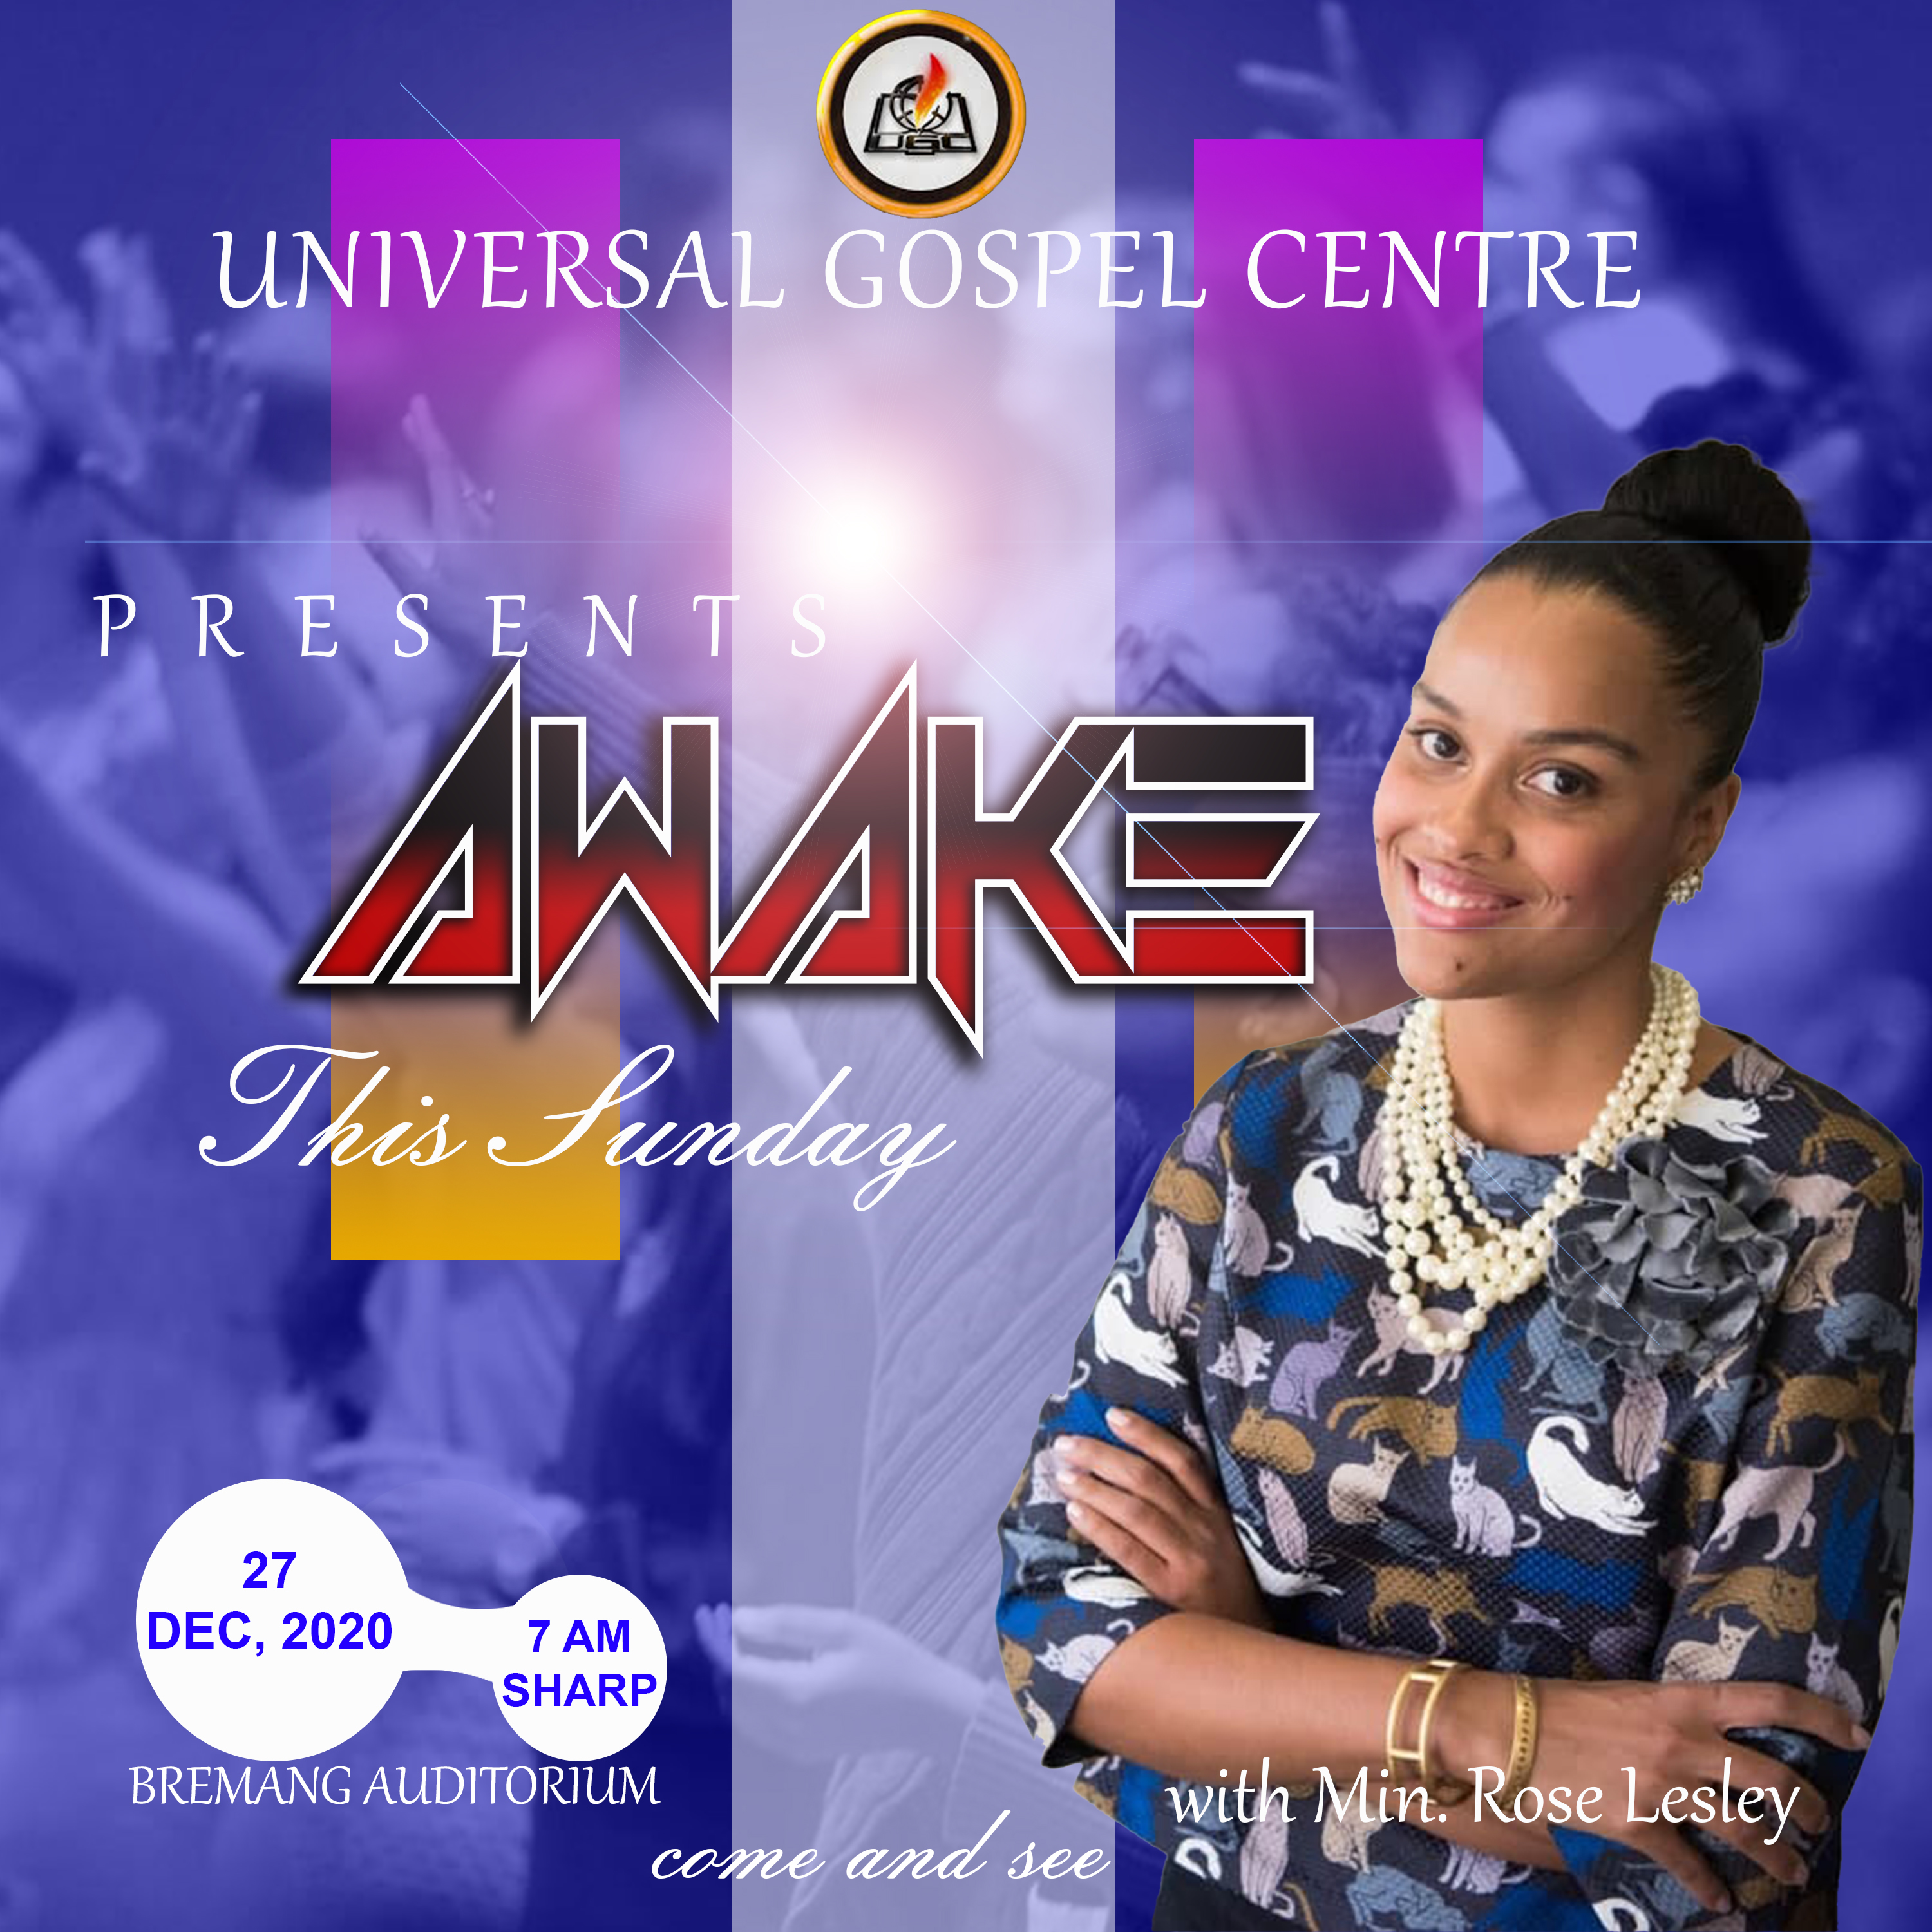 UGC
UNIVERSAL GOSPEL CENTRE
PRESENTS
AWAKE
This Sunday
27
DEC, 2020
7 AM
SHARP
BREMANG AUDITORIUM
with Min. Rose Lesley
come and see